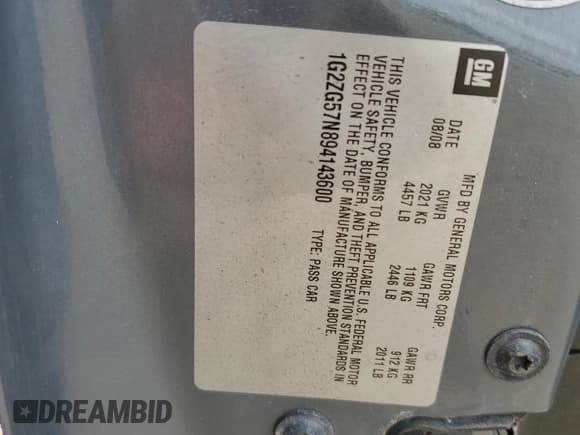 GM
®
MFD BY GENERAL MOTORS CORP.
DATE GVWR GAWR FRT GAWR RR
08/08 2021 KG 1109 KG 912 KG
4457 LB 2446 LB 2011 LB
THIS VEHICLE CONFORMS TO ALL APPLICABLE U.S. FEDERAL MOTOR
VEHICLE SAFETY, BUMPER, AND THEFT PREVENTION STANDARDS IN
EFFECT ON THE DATE OF MANUFACTURE SHOWN ABOVE.
1G2ZG57N894143600 TYPE: PASS CAR
DREAMBID